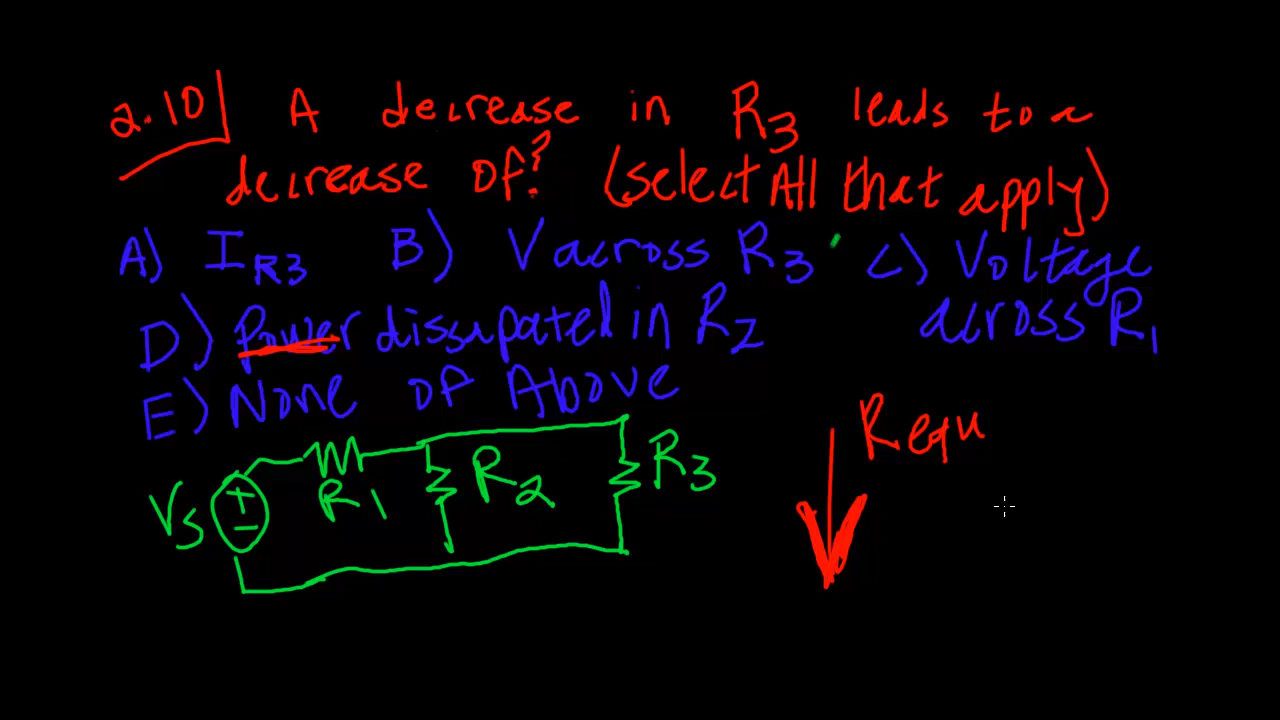 2.10 A decrease in R3 leads to a
decrease of? (select All that apply)
A) IR3 B) V across R3 C) Voltage
across R1
D) Power dissapated in R2
E) None of Above
Requ
Vs + - R1 R2 R3